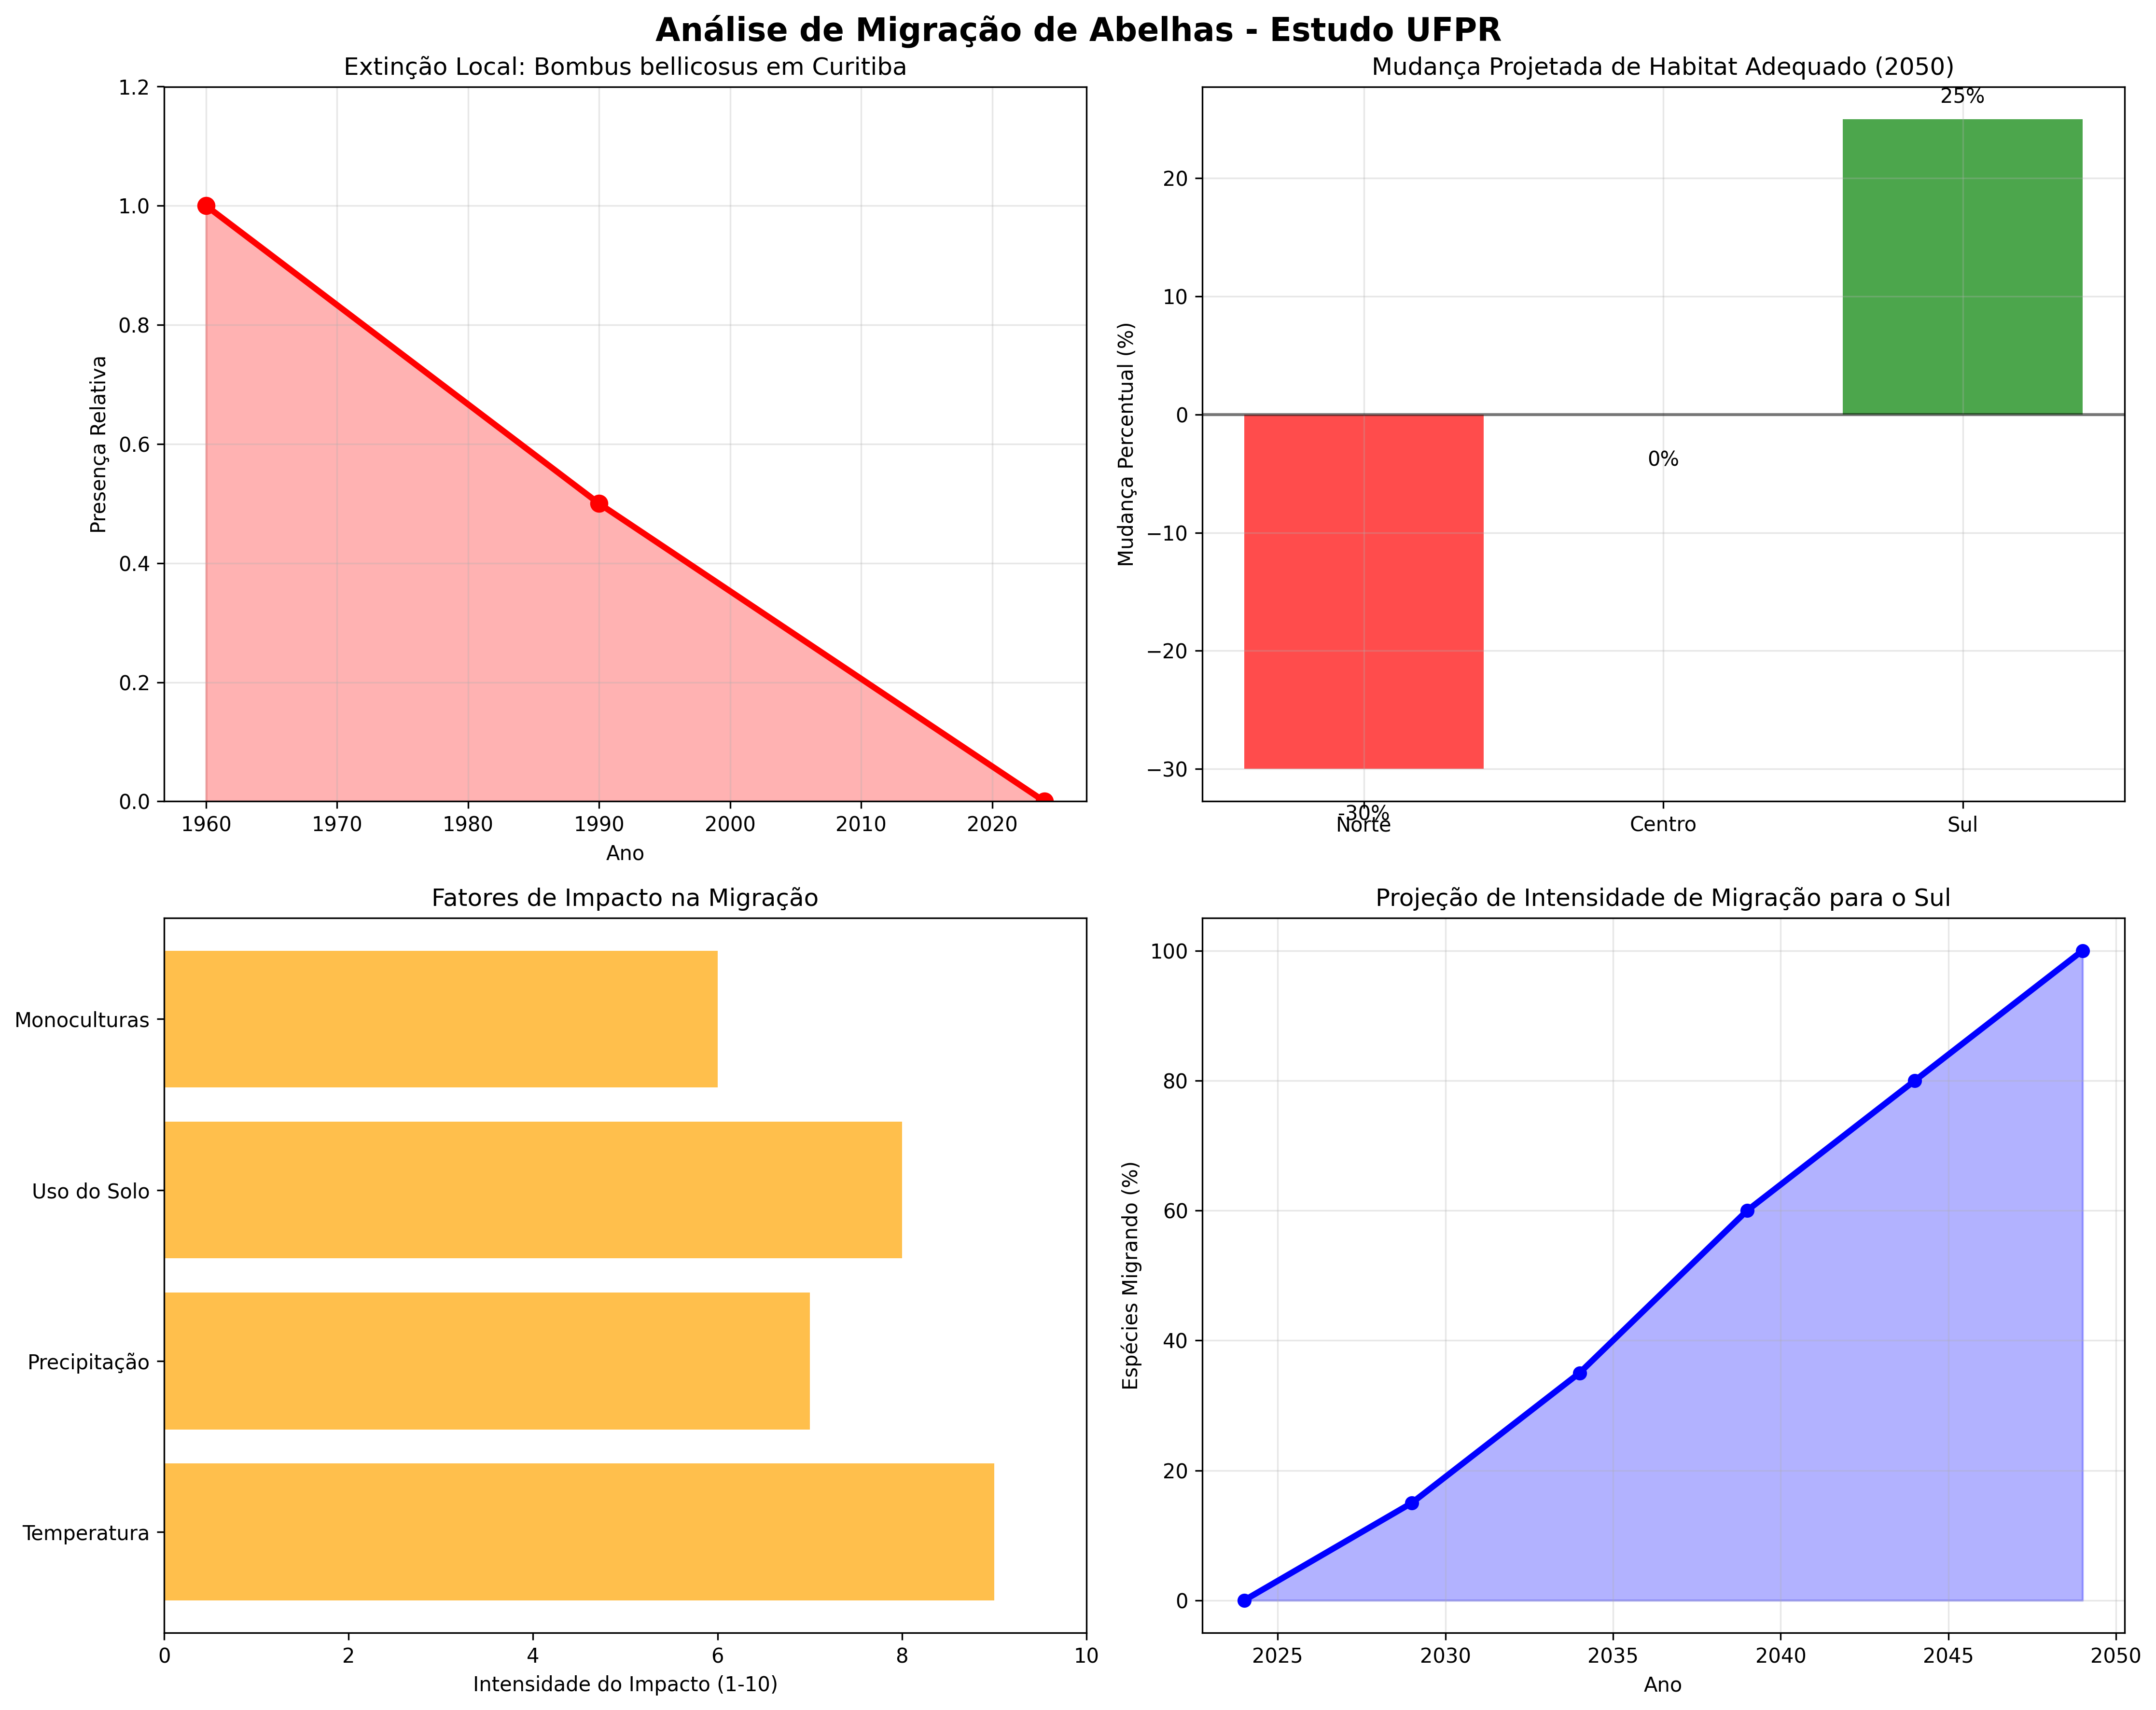 Análise de Migração de Abelhas - Estudo UFPR
Extinção Local: Bombus bellicosus em Curitiba
1.2
1.0
0.8
0.6
0.4
0.2
0.0
Presença Relativa
1960 1970 1980 1990 2000 2010 2020
Ano
Mudança Projetada de Habitat Adequado (2050)
25%
20
10
0
−10
−20
−30
Mudança Percentual (%)
0%
-30%
Norte Centro Sul
Fatores de Impacto na Migração
Monoculturas
Uso do Solo
Precipitação
Temperatura
0 2 4 6 8 10
Intensidade do Impacto (1-10)
Projeção de Intensidade de Migração para o Sul
100
80
60
40
20
0
Espécies Migrando (%)
2025 2030 2035 2040 2045 2050
Ano